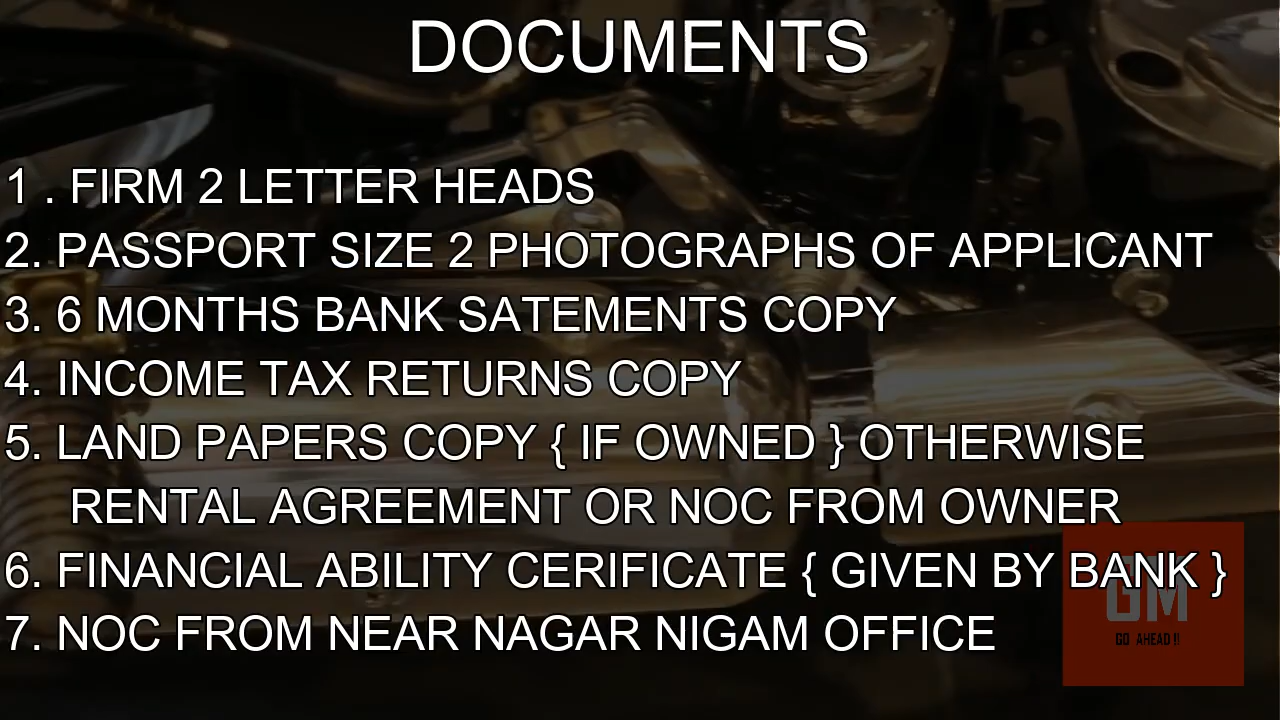 DOCUMENTS
1 . FIRM 2 LETTER HEADS
2. PASSPORT SIZE 2 PHOTOGRAPHS OF APPLICANT
3. 6 MONTHS BANK SATEMENTS COPY
4. INCOME TAX RETURNS COPY
5. LAND PAPERS COPY { IF OWNED } OTHERWISE
RENTAL AGREEMENT OR NOC FROM OWNER
6. FINANCIAL ABILITY CERIFICATE { GIVEN BY BANK }
7. NOC FROM NEAR NAGAR NIGAM OFFICE
GM
GO AHEAD !!